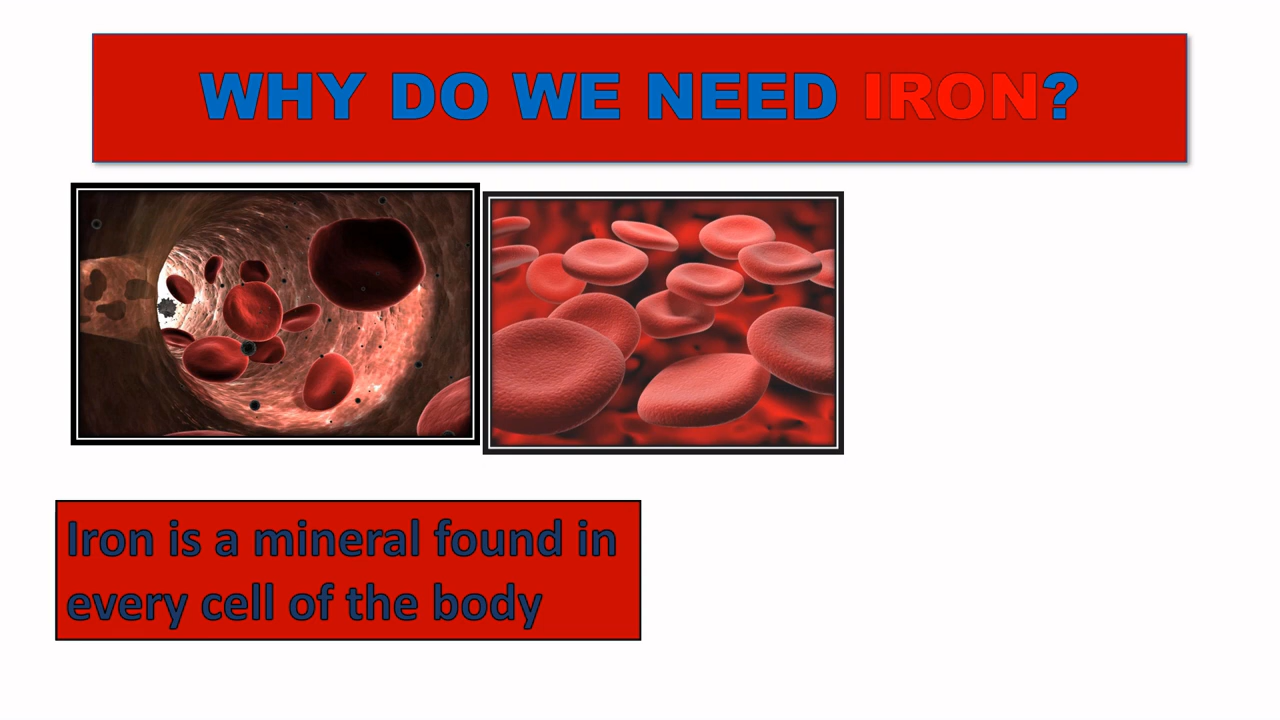 WHY DO WE NEED IRON?
Iron is a mineral found in
every cell of the body